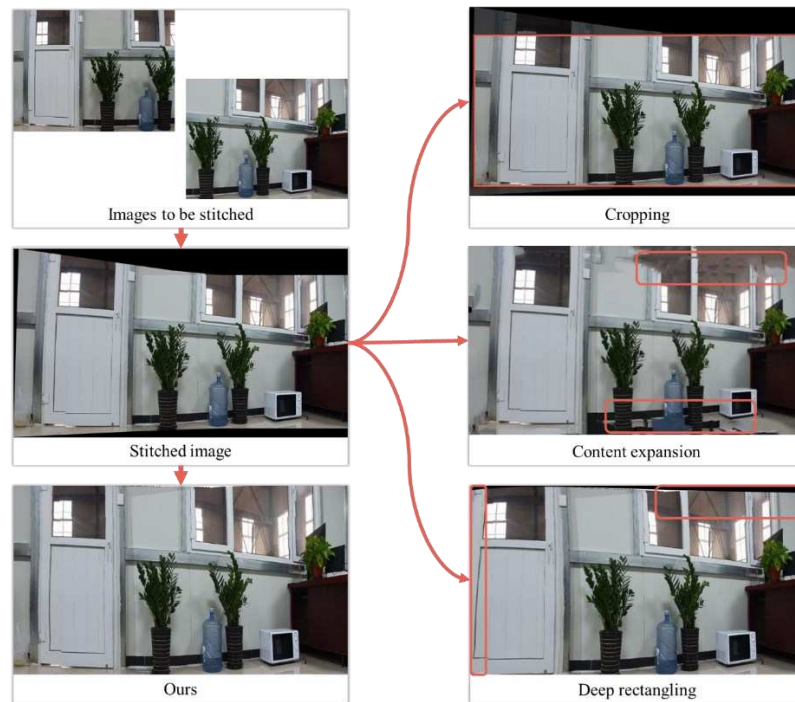 Images to be stitched
Cropping
Stitched image
Content expansion
Ours
Deep rectangling